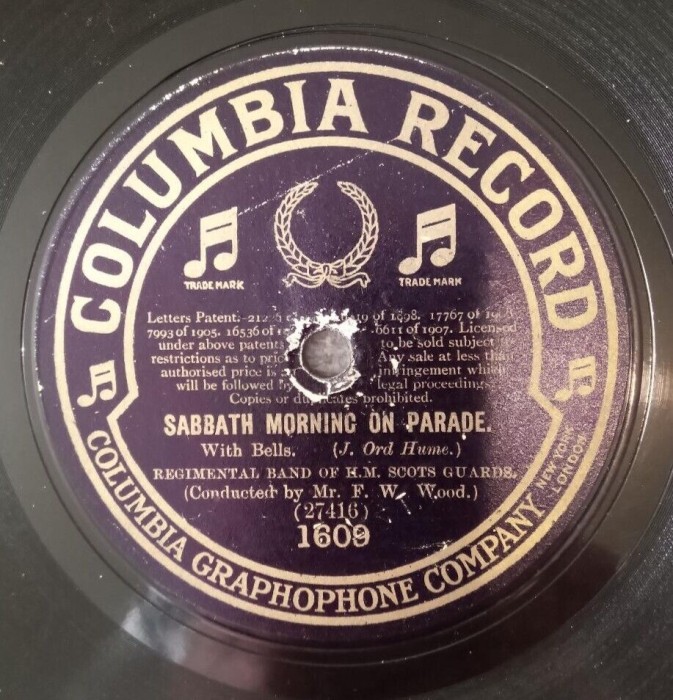 COLUMBIA RECORD
TRADE MARK
TRADE MARK
Letters Patent. of 1898. 17767 of
7993 of 1905. 16536 of 6611 of 1907. Licensed
under above patents to be sold subject
restrictions as to price Any sale at less than
authorised price is infringement which
will be followed by legal proceedings.
Copies or duplicates prohibited.
SABBATH MORNING ON PARADE.
With Bells. (J. Ord Hume.)
REGIMENTAL BAND OF H.M. SCOTS GUARDS.
(Conducted by Mr. F. W. Wood.)
(27416)
1609
COLUMBIA GRAPHOPHONE COMPANY
NEW YORK
LONDON